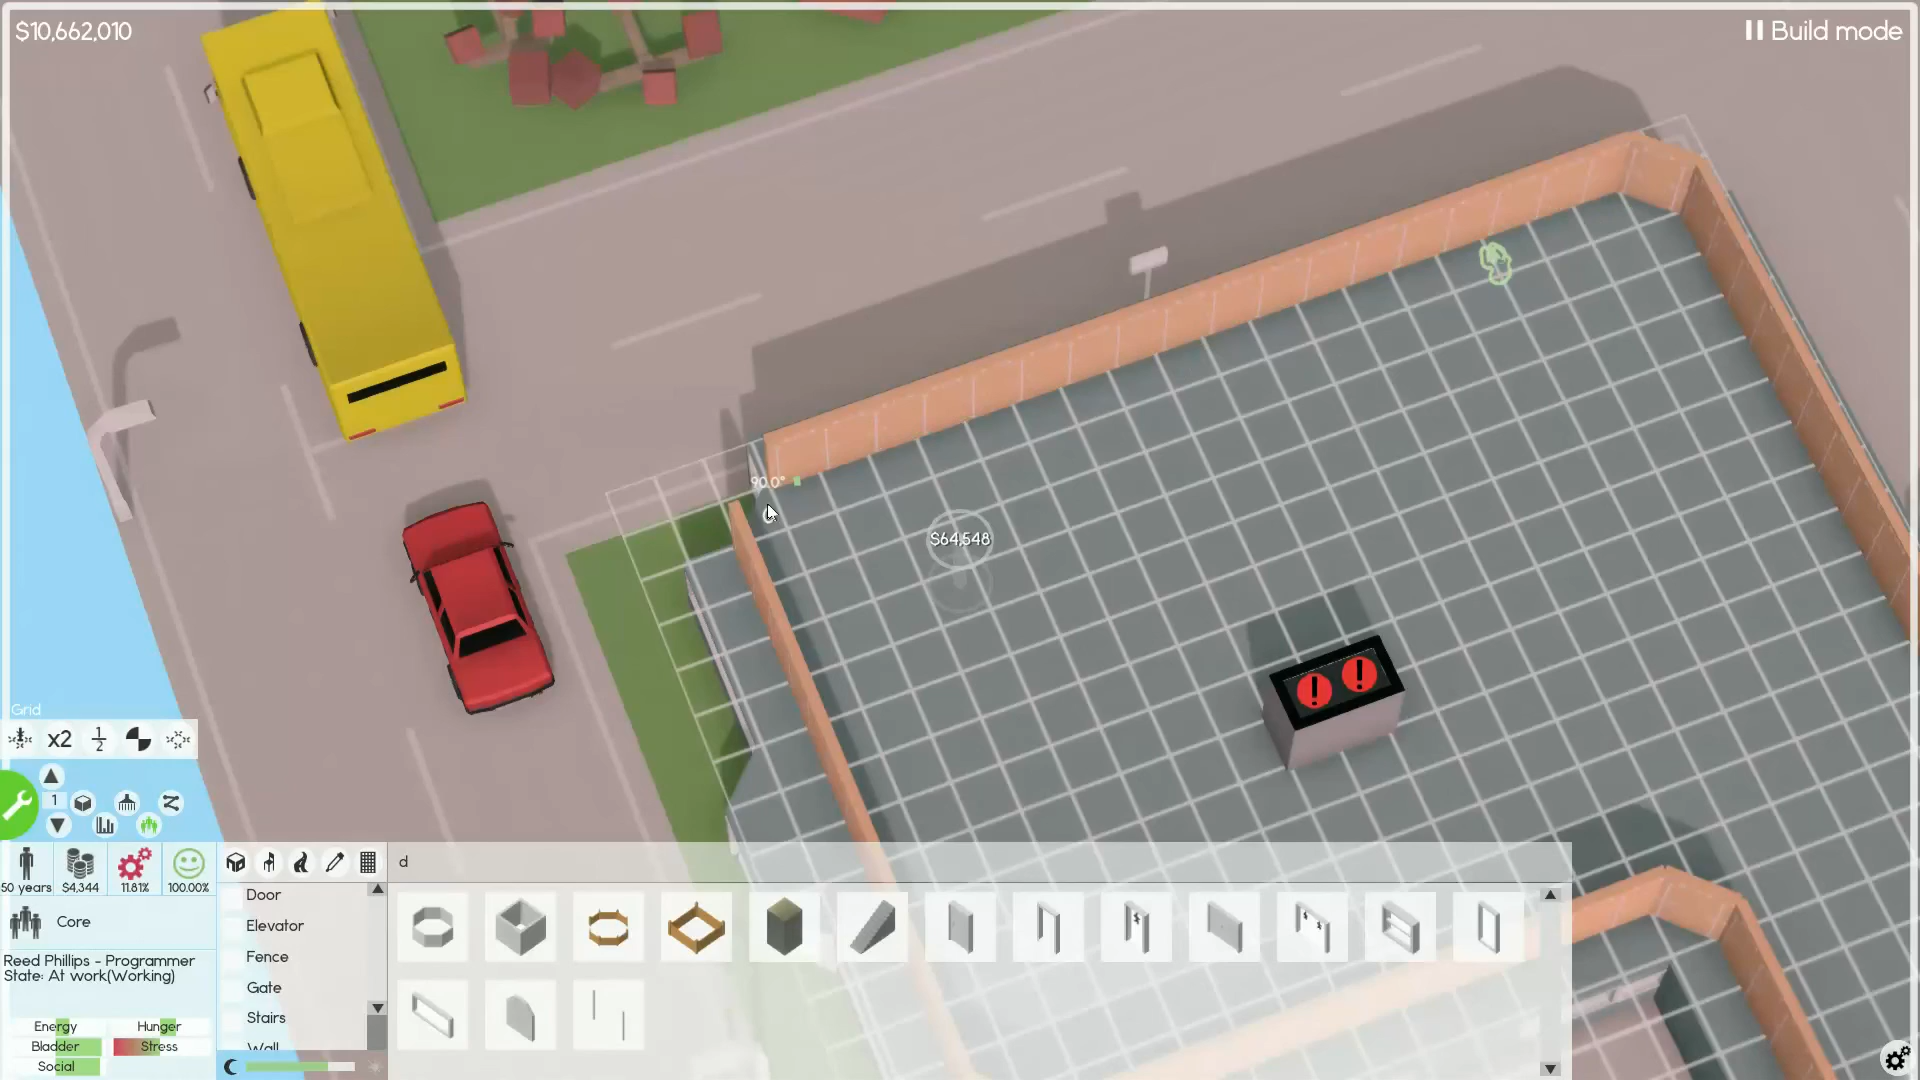 $10,662,010
Build mode
90.0°
$64,548
Grid
x2
1/2
1
50 years
$4,344
11.81%
100.00%
d
Core
Reed Phillips - Programmer
State: At work(Working)
Energy
Hunger
Bladder
Stress
Social
Door
Elevator
Fence
Gate
Stairs
Wall